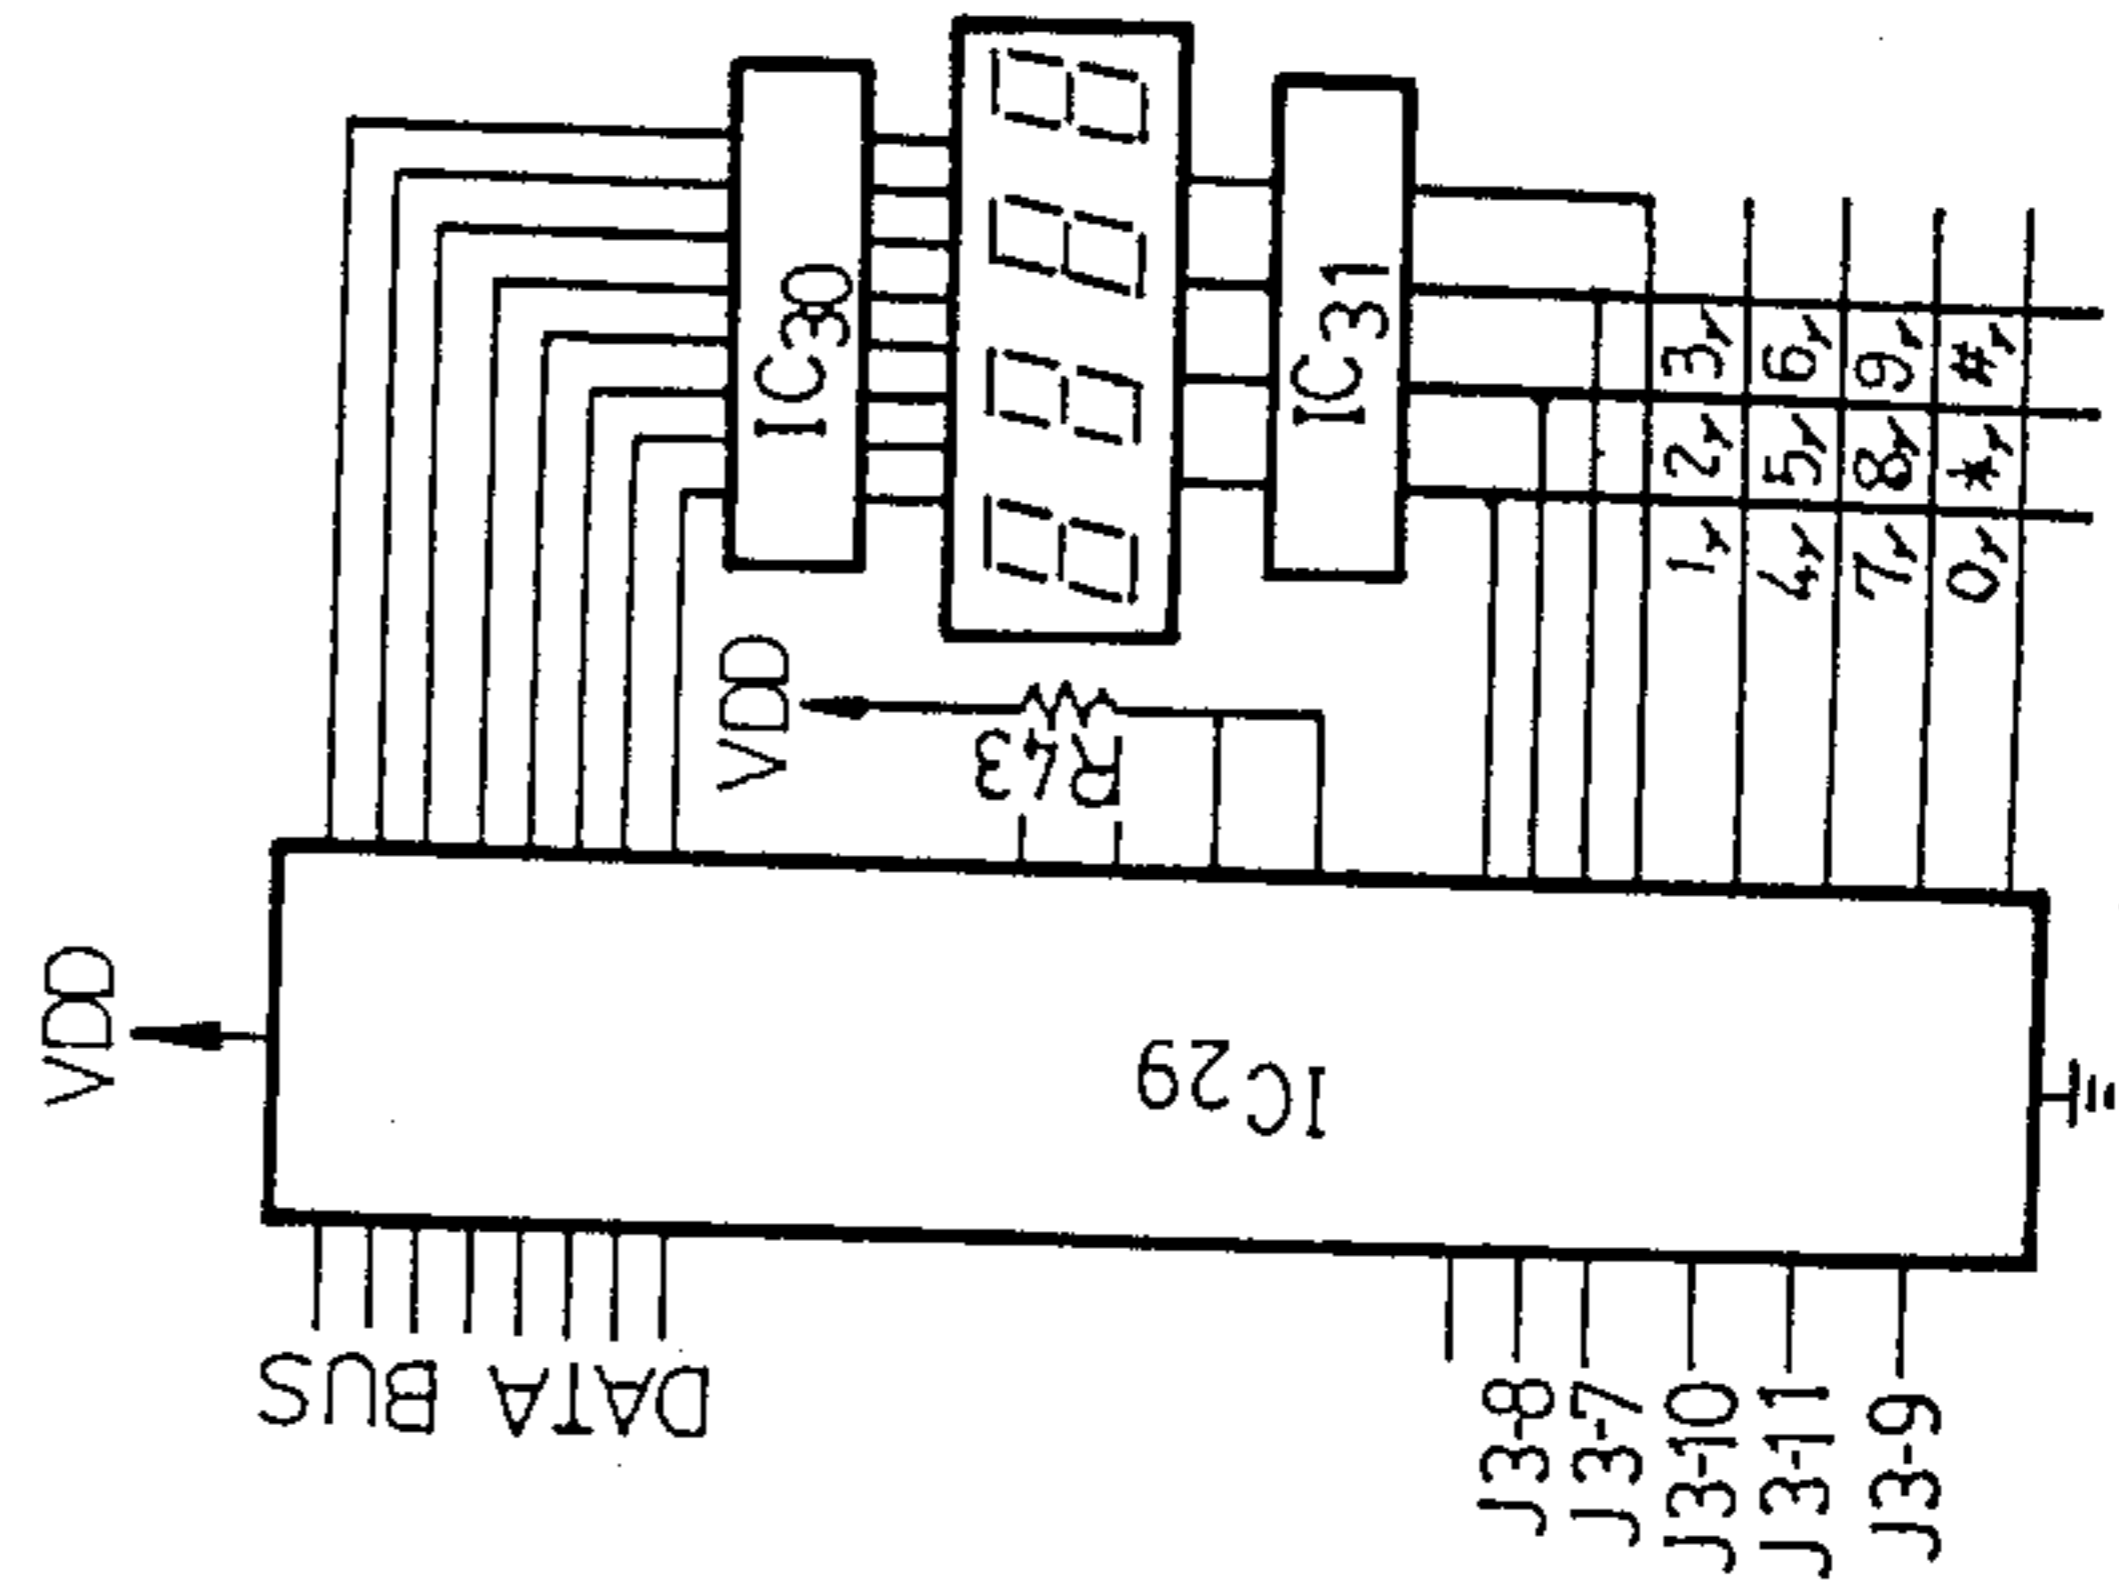 IC30
IC31
3 6 9 #
2 5 8 *
1 4 7 0
VDD
R43
VDD
IC29
DATA BUS
J3-8
J3-7
J3-10
J3-11
J3-9